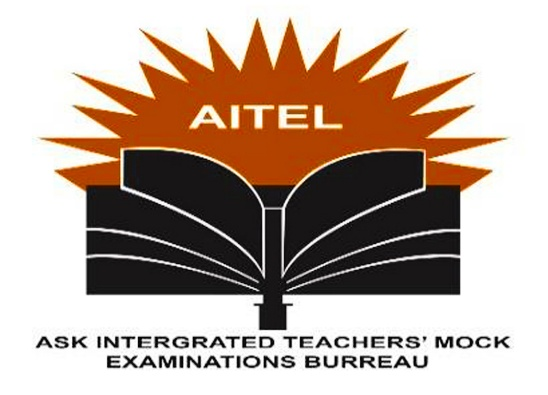 AITEL
ASK INTERGRATED TEACHERS' MOCK
EXAMINATIONS BURREAU